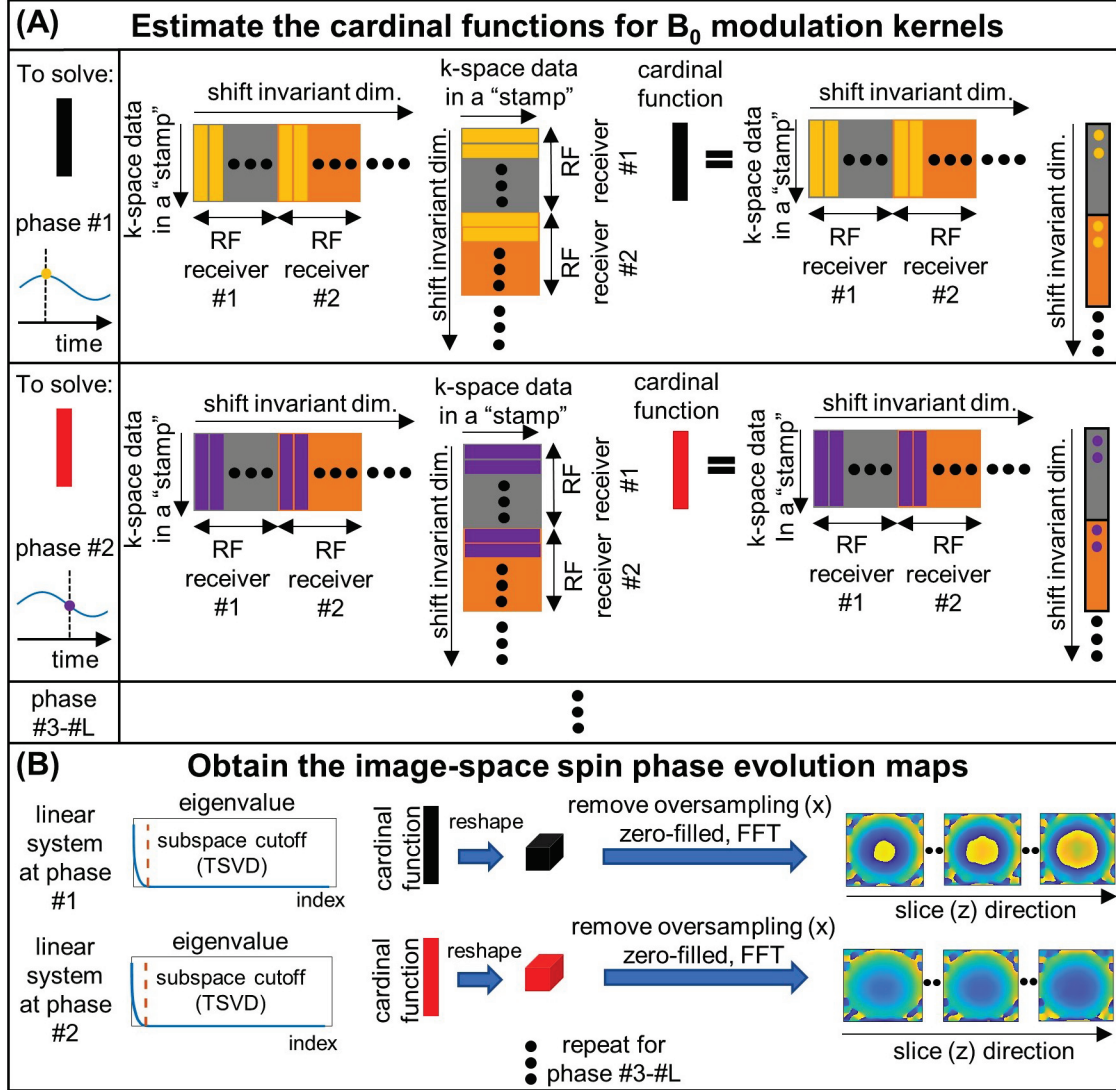 (A) Estimate the cardinal functions for B₀ modulation kernels
To solve:
phase #1
time
shift invariant dim.
k-space data
in a “stamp”
RF
receiver
#1
RF
receiver
#2
k-space data
in a “stamp”
shift invariant dim.
RF
receiver
#1
RF
receiver
#2
cardinal
function
=
shift invariant dim.
k-space data
in a “stamp”
RF
receiver
#1
RF
receiver
#2
shift invariant dim.
To solve:
phase #2
time
shift invariant dim.
k-space data
in a “stamp”
RF
receiver
#1
RF
receiver
#2
k-space data
in a “stamp”
shift invariant dim.
RF
receiver
#1
RF
receiver
#2
cardinal
function
=
shift invariant dim.
k-space data
In a “stamp”
RF
receiver
#1
RF
receiver
#2
shift invariant dim.
phase
#3-#L
(B) Obtain the image-space spin phase evolution maps
linear
system
at phase
#1
eigenvalue
subspace cutoff
(TSVD)
index
cardinal
function
reshape
remove oversampling (x)
zero-filled, FFT
slice (z) direction
linear
system
at phase
#2
eigenvalue
subspace cutoff
(TSVD)
index
cardinal
function
reshape
remove oversampling (x)
zero-filled, FFT
slice (z) direction
repeat for
phase #3-#L